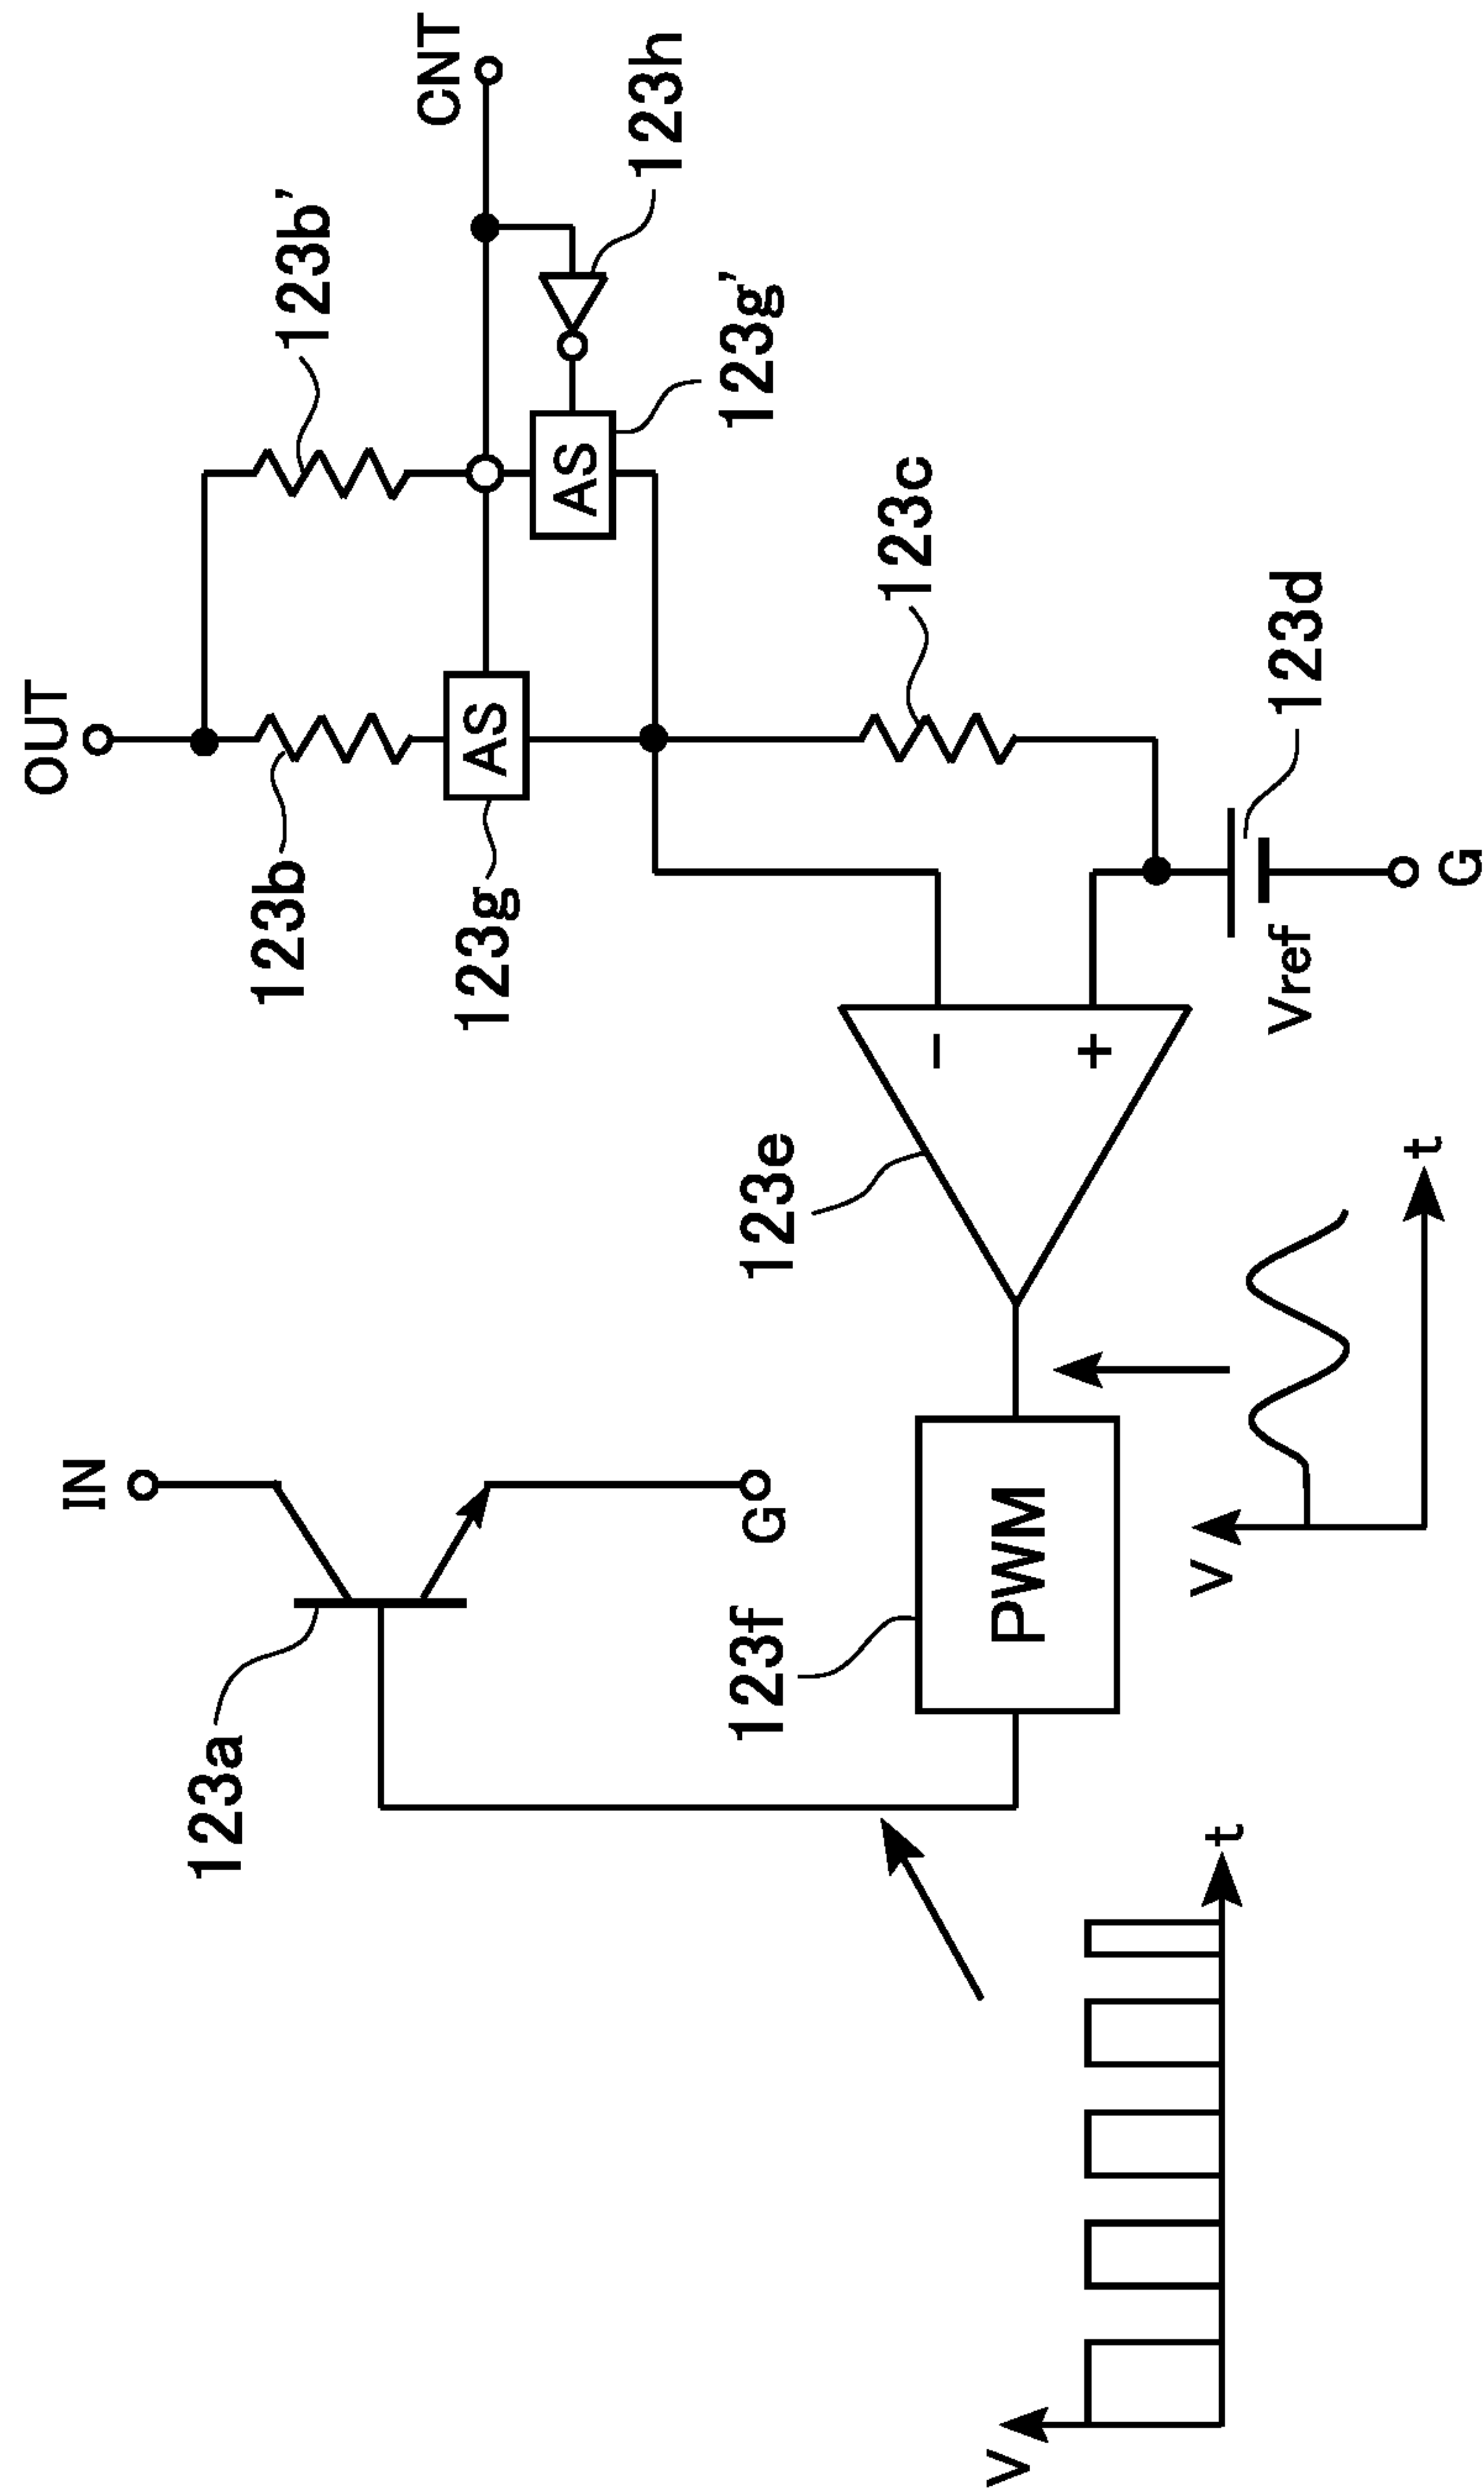 OUT
123b
123b'
CNT
AS
123g
AS
123g'
123h
123c
123d
Vref
G
−
+
123e
IN
G
123a
123f
PWM
V
t
V
t